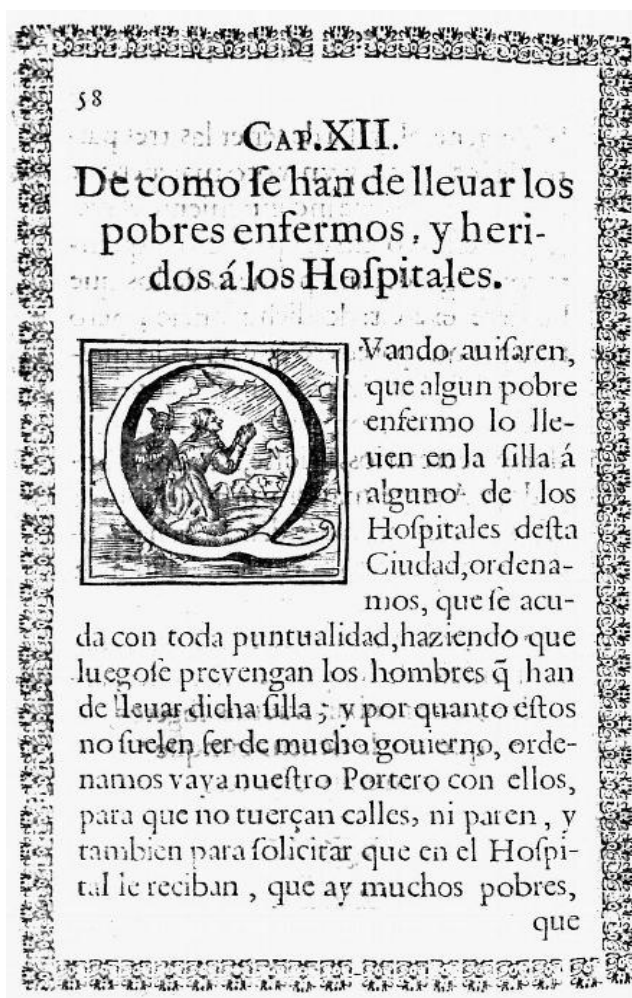 58
CAP.XII.
De como ſe han de lleuar los
pobres enfermos, y heri-
dos á los Hoſpitales.
QVando auiſaren,
que algun pobre
enfermo lo lle-
uen en la ſilla á
alguno de los
Hoſpitales deſta
Ciudad,ordena-
mos, que ſe acu-
da con toda puntualidad,haziendo que
luegoſe prevengan los hombres q̃ han
de lleuar dicha ſilla; y por quanto eſtos
no ſuelen ſer de mucho gouierno, orde-
namos vaya nueſtro Portero con ellos,
para que no tuerçan calles, ni paren, y
tambien para ſolicitar que en el Hoſpi-
tal le reciban, que ay muchos pobres,
que